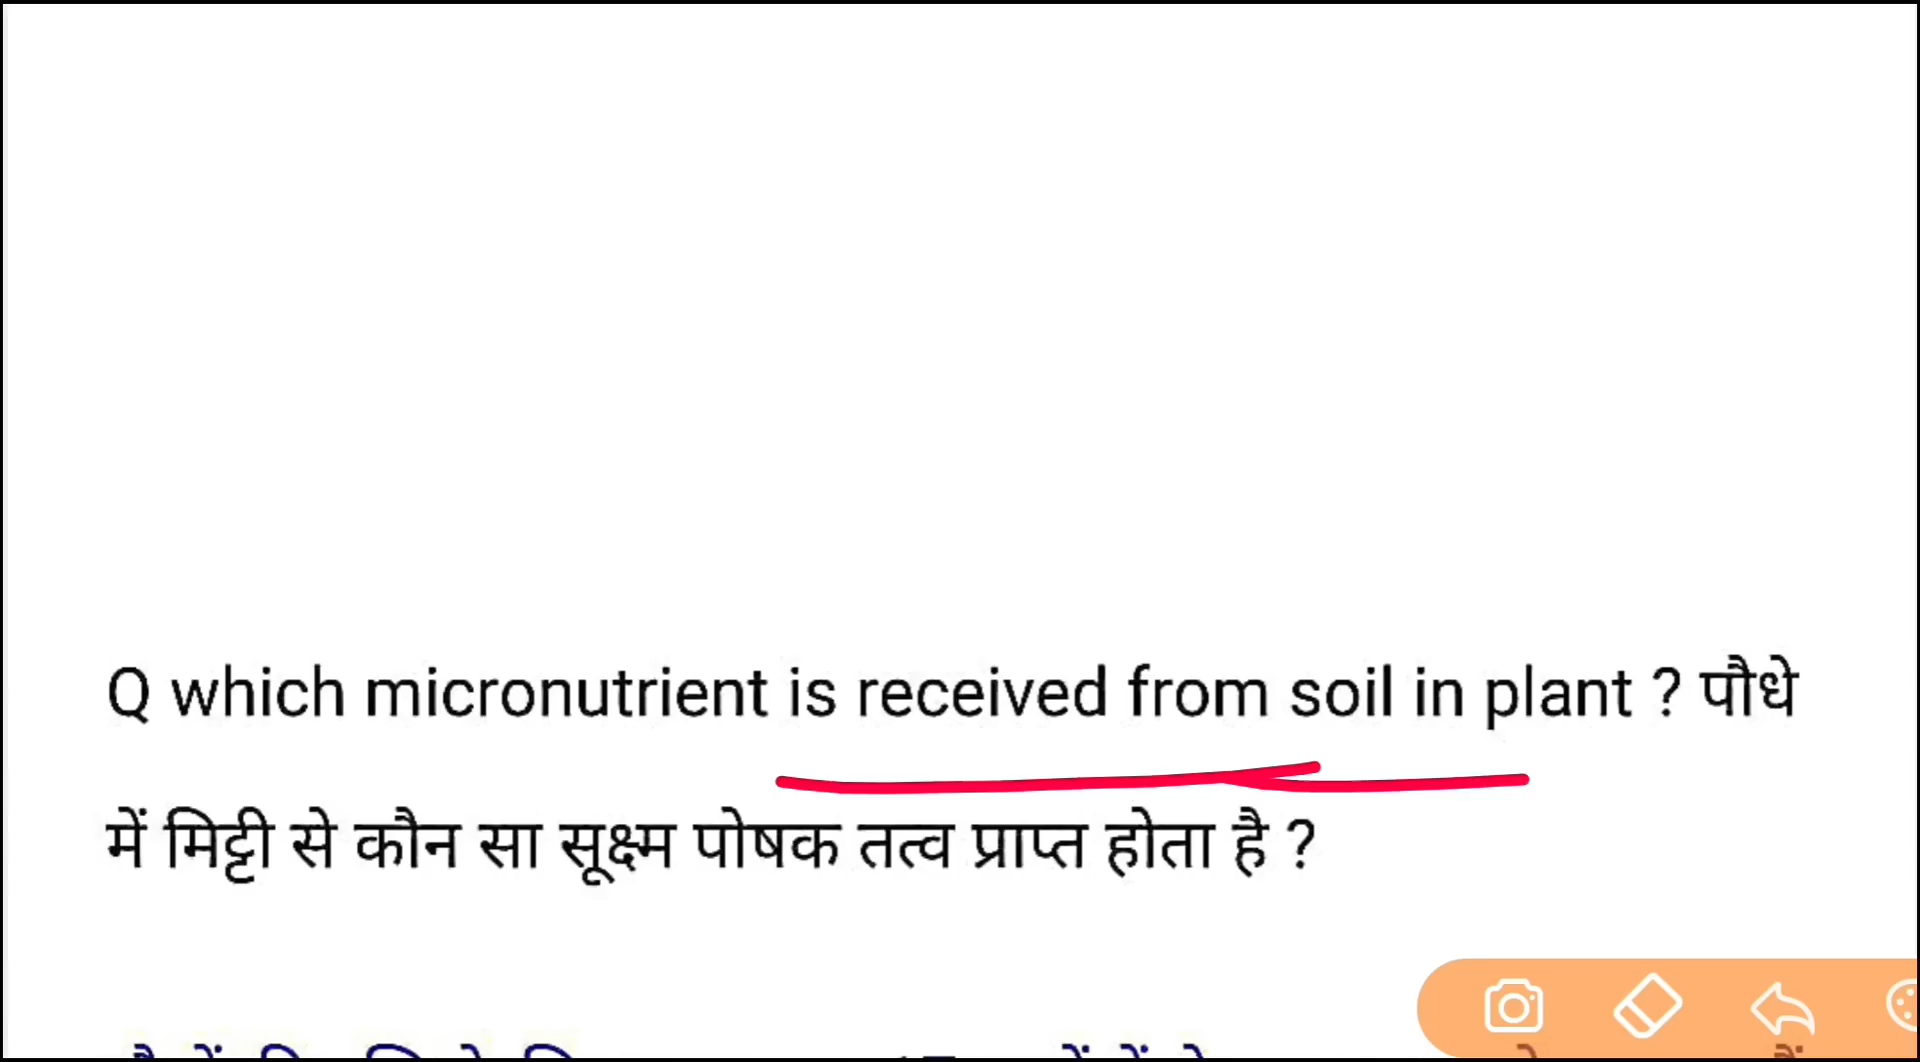 Q which micronutrient is received from soil in plant ? पौधे
में मिट्टी से कौन सा सूक्ष्म पोषक तत्व प्राप्त होता है ?